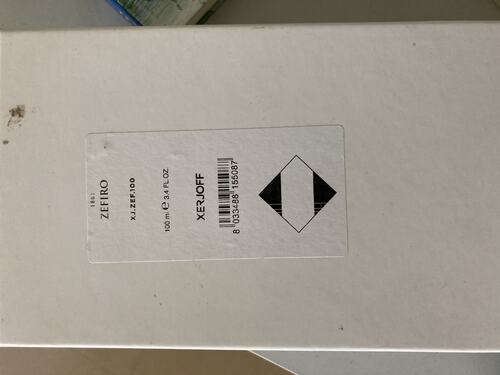 1861
ZEFIRO
XJ.ZEF.100
100 ml ℮ 3.4 FL OZ.
XERJOFF
8 033488 155087